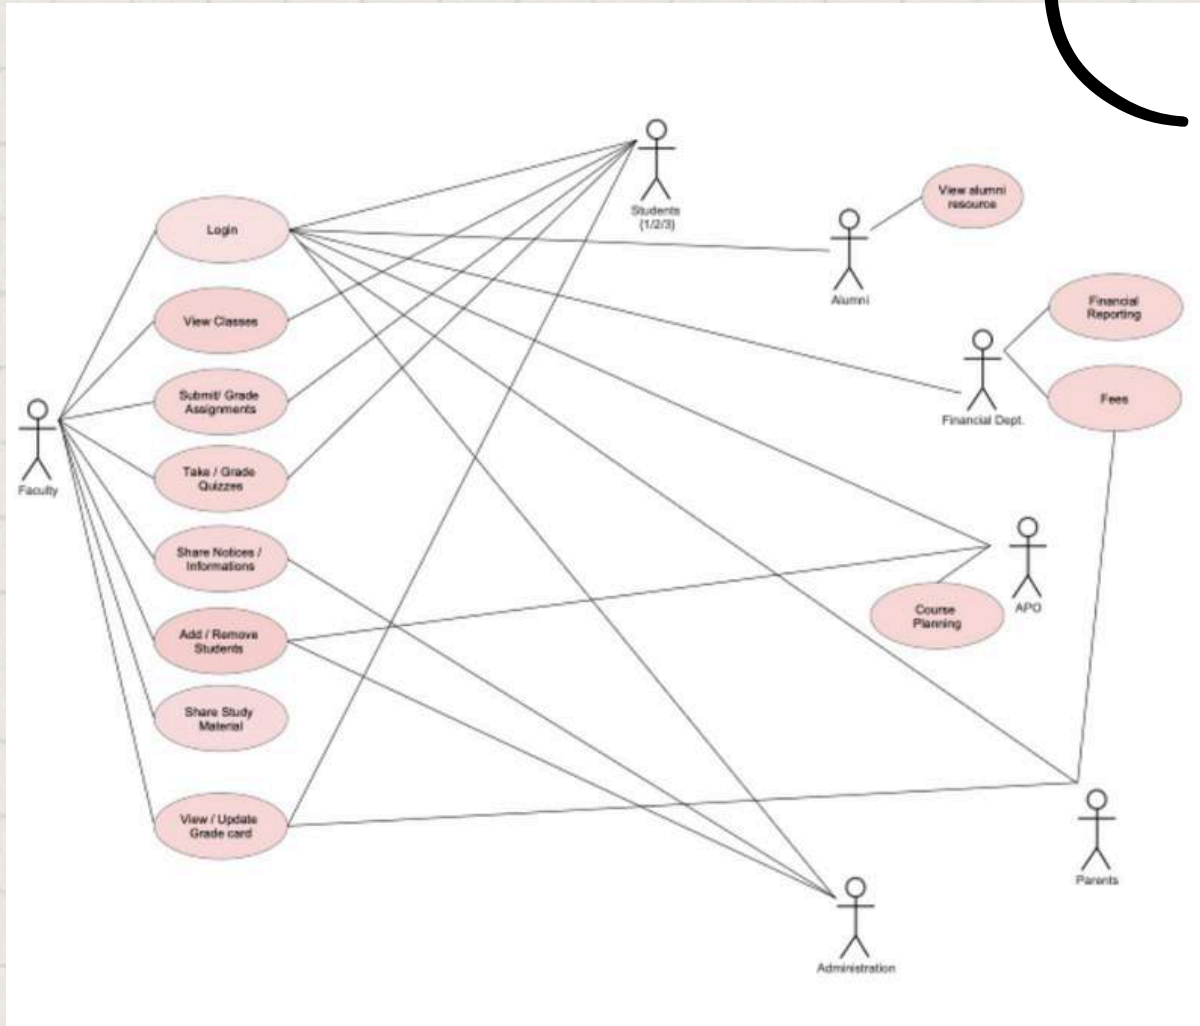 Students
(1/2/3)
View alumni
resource
Login
Alumni
Financial
Reporting
View Classes
Submit/ Grade
Assignments
Fees
Financial Dept.
Faculty
Take / Grade
Quizzes
Share Notices /
Informations
APO
Course
Planning
Add / Remove
Students
Share Study
Material
View / Update
Grade card
Parents
Administration